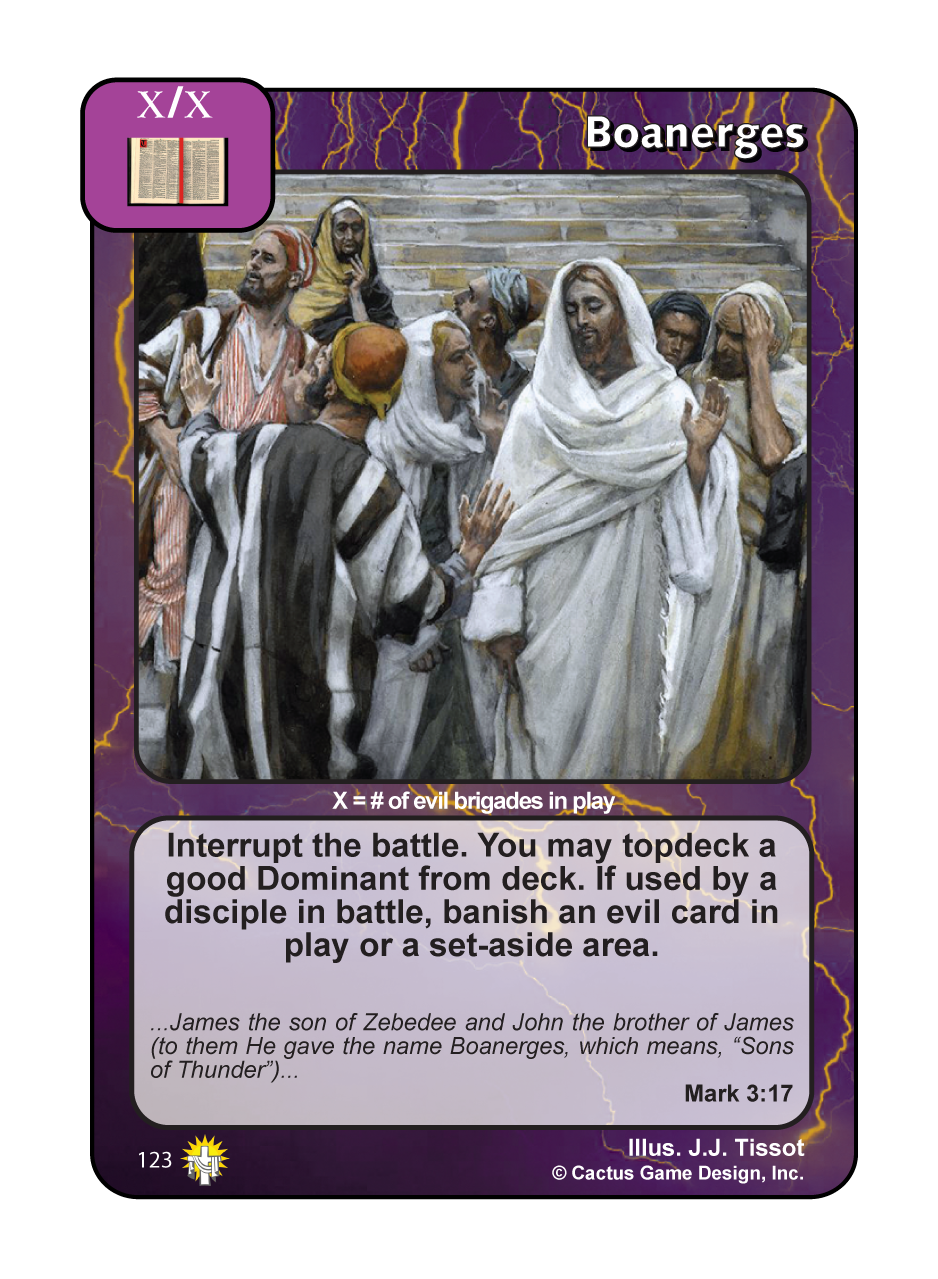 X/X
Boanerges
X = # of evil brigades in play
Interrupt the battle. You may topdeck a
good Dominant from deck. If used by a
disciple in battle, banish an evil card in
play or a set-aside area.
...James the son of Zebedee and John the brother of James
(to them He gave the name Boanerges, which means, “Sons
of Thunder”)...
Mark 3:17
123
Illus. J.J. Tissot
© Cactus Game Design, Inc.